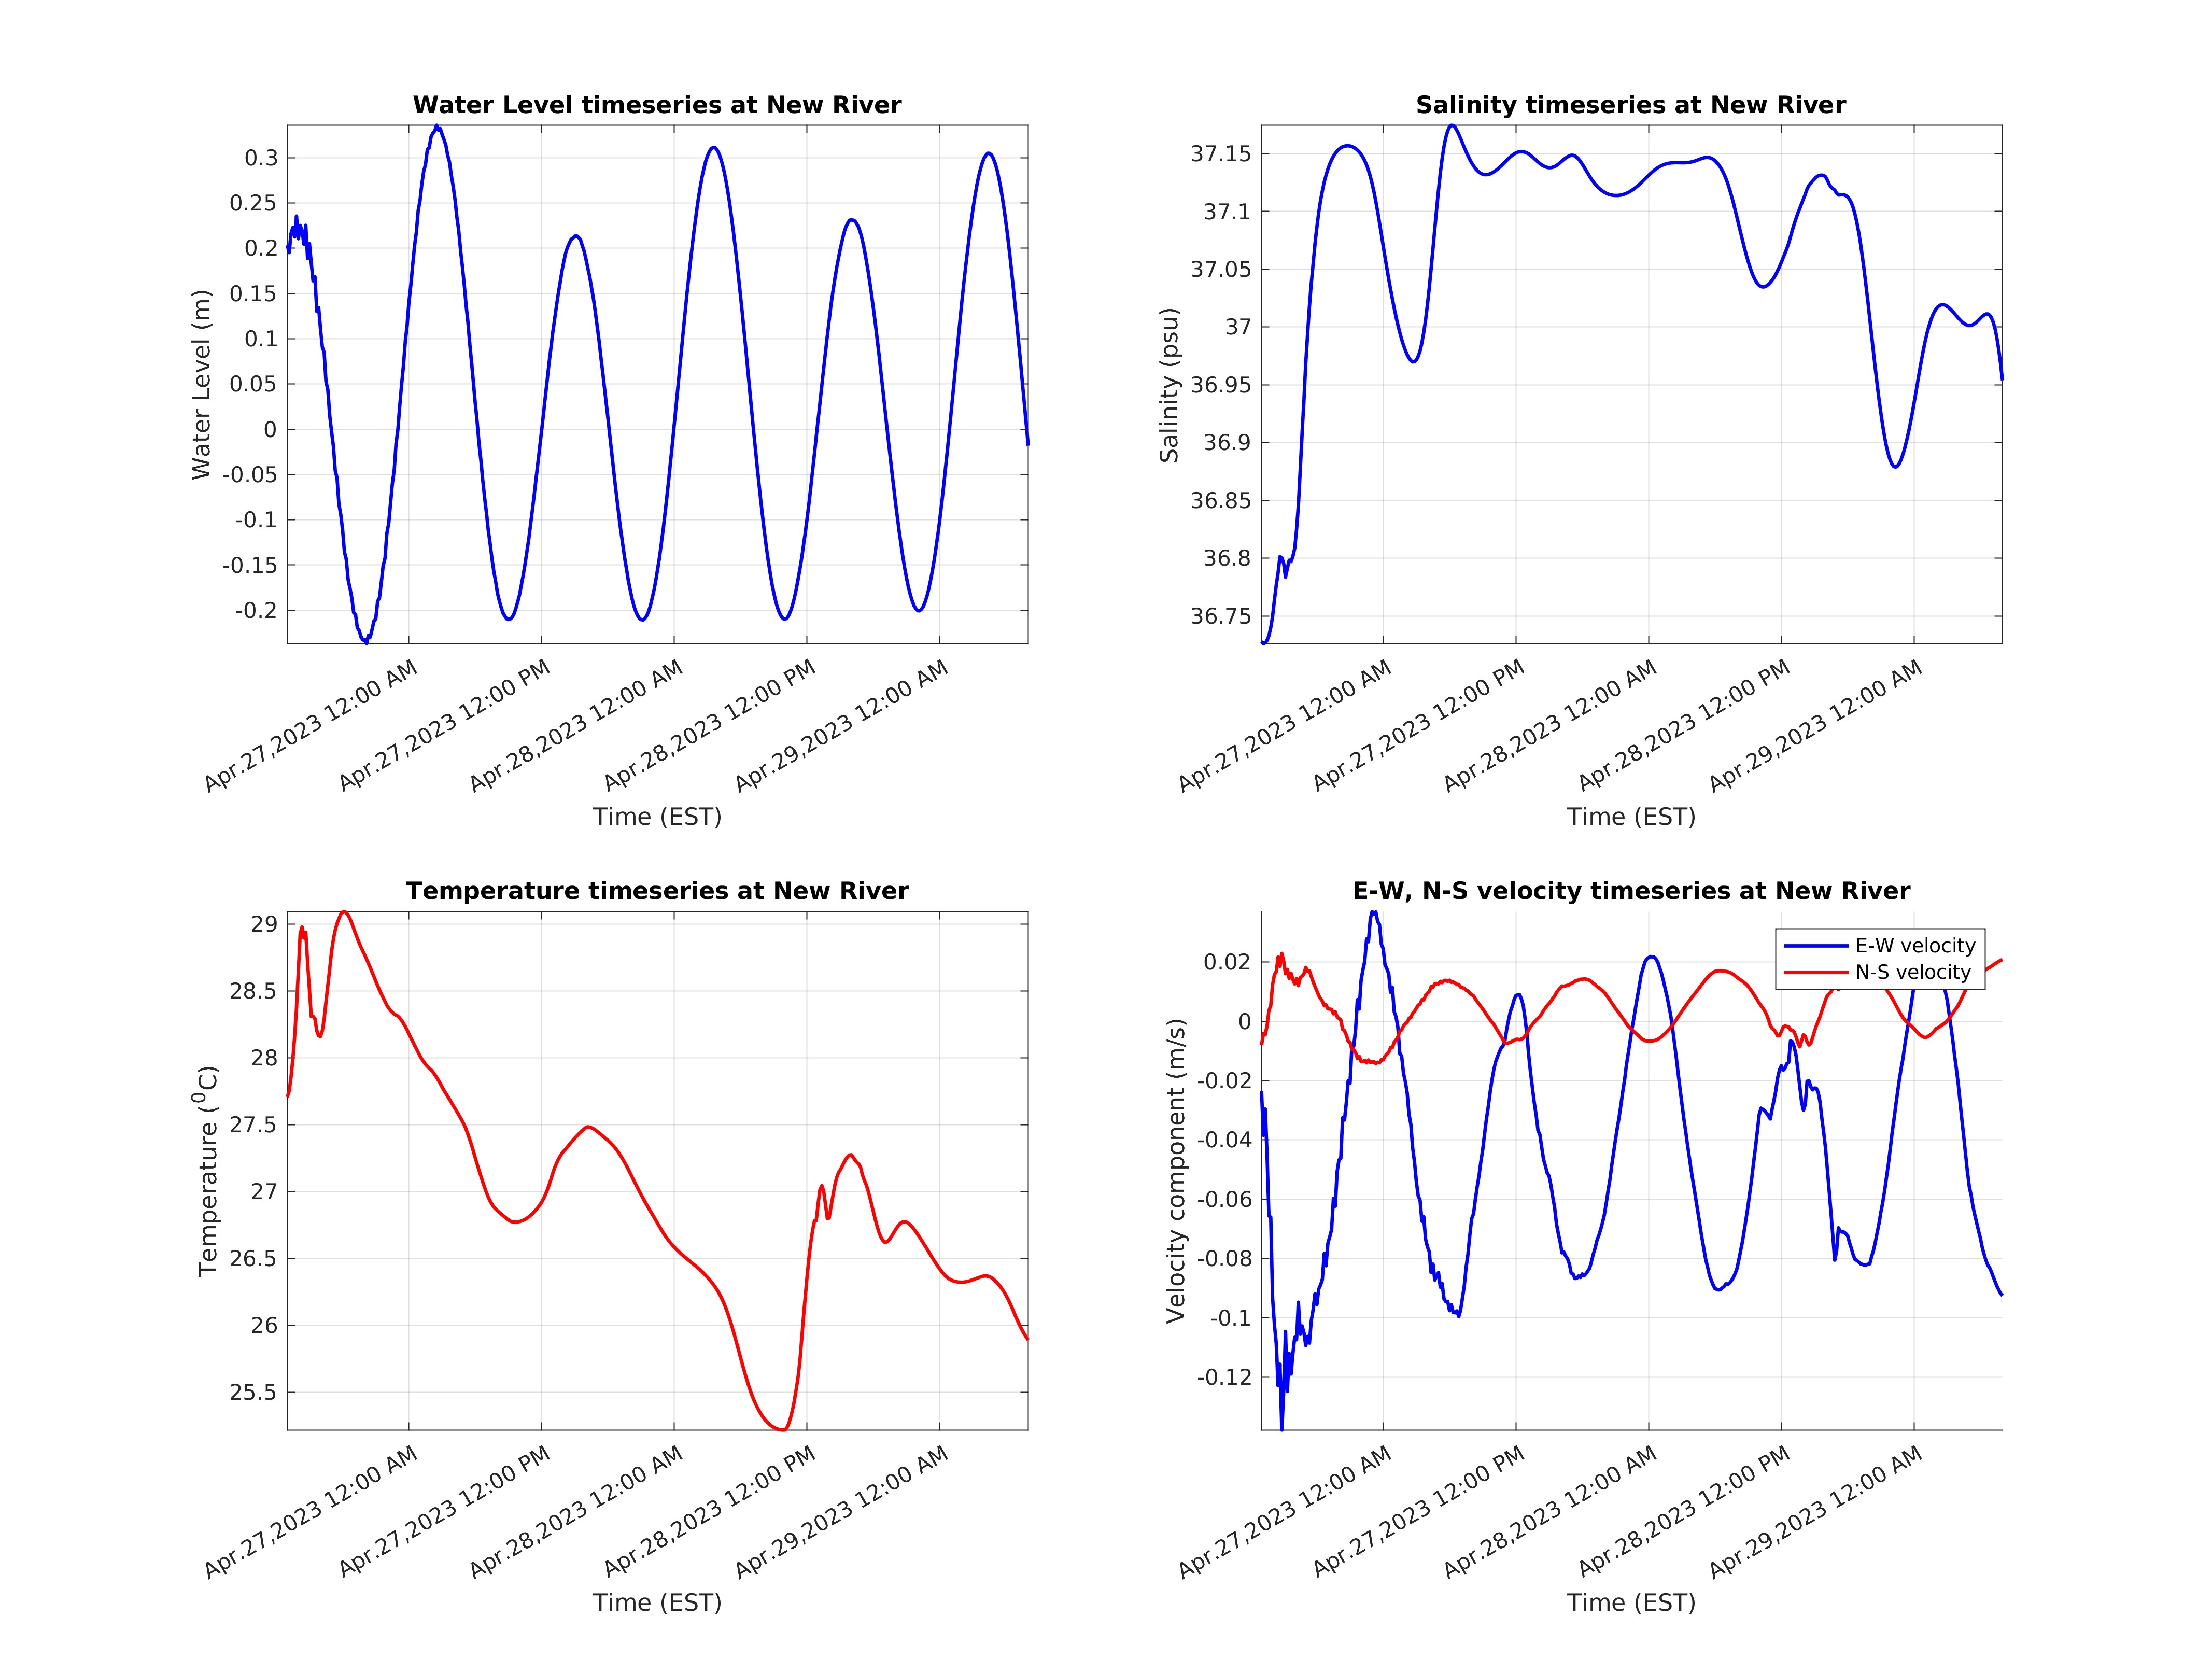 Water Level timeseries at New River
Water Level (m)
0.3
0.25
0.2
0.15
0.1
0.05
0
-0.05
-0.1
-0.15
-0.2
Apr.27,2023 12:00 AM
Apr.27,2023 12:00 PM
Apr.28,2023 12:00 AM
Apr.28,2023 12:00 PM
Apr.29,2023 12:00 AM
Time (EST)
Salinity timeseries at New River
Salinity (psu)
37.15
37.1
37.05
37
36.95
36.9
36.85
36.8
36.75
Apr.27,2023 12:00 AM
Apr.27,2023 12:00 PM
Apr.28,2023 12:00 AM
Apr.28,2023 12:00 PM
Apr.29,2023 12:00 AM
Time (EST)
Temperature timeseries at New River
Temperature (⁰C)
29
28.5
28
27.5
27
26.5
26
25.5
Apr.27,2023 12:00 AM
Apr.27,2023 12:00 PM
Apr.28,2023 12:00 AM
Apr.28,2023 12:00 PM
Apr.29,2023 12:00 AM
Time (EST)
E-W, N-S velocity timeseries at New River
Velocity component (m/s)
0.02
0
-0.02
-0.04
-0.06
-0.08
-0.1
-0.12
E-W velocity
N-S velocity
Apr.27,2023 12:00 AM
Apr.27,2023 12:00 PM
Apr.28,2023 12:00 AM
Apr.28,2023 12:00 PM
Apr.29,2023 12:00 AM
Time (EST)